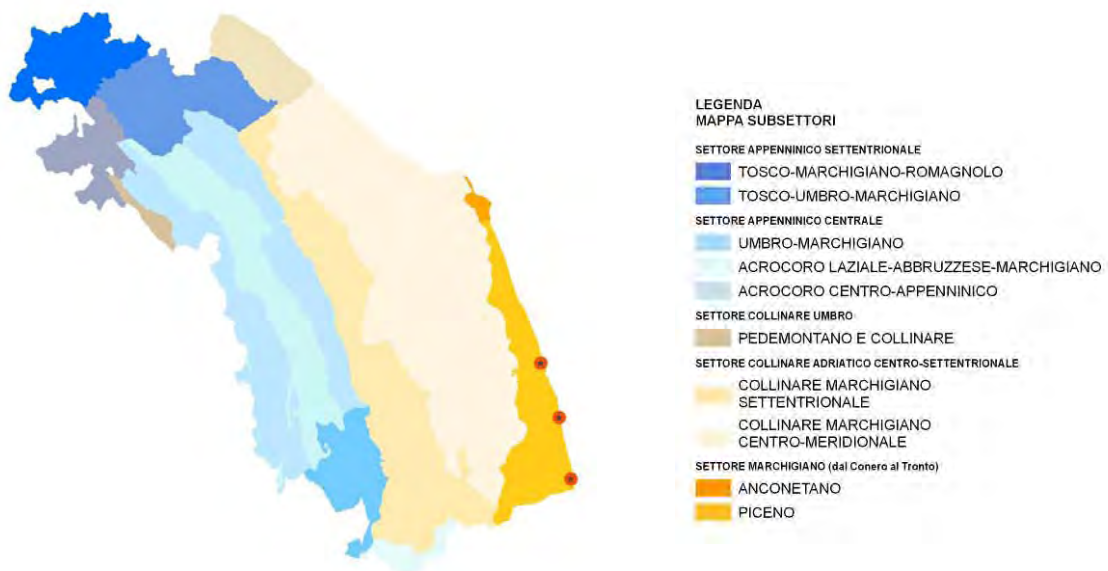 LEGENDA
MAPPA SUBSETTORI
SETTORE APPENNINICO SETTENTRIONALE
TOSCO-MARCHIGIANO-ROMAGNOLO
TOSCO-UMBRO-MARCHIGIANO
SETTORE APPENNINICO CENTRALE
UMBRO-MARCHIGIANO
ACROCORO LAZIALE-ABBRUZZESE-MARCHIGIANO
ACROCORO CENTRO-APPENNINICO
SETTORE COLLINARE UMBRO
PEDEMONTANO E COLLINARE
SETTORE COLLINARE ADRIATICO CENTRO-SETTENTRIONALE
COLLINARE MARCHIGIANO
SETTENTRIONALE
COLLINARE MARCHIGIANO
CENTRO-MERIDIONALE
SETTORE MARCHIGIANO (dal Conero al Tronto)
ANCONETANO
PICENO